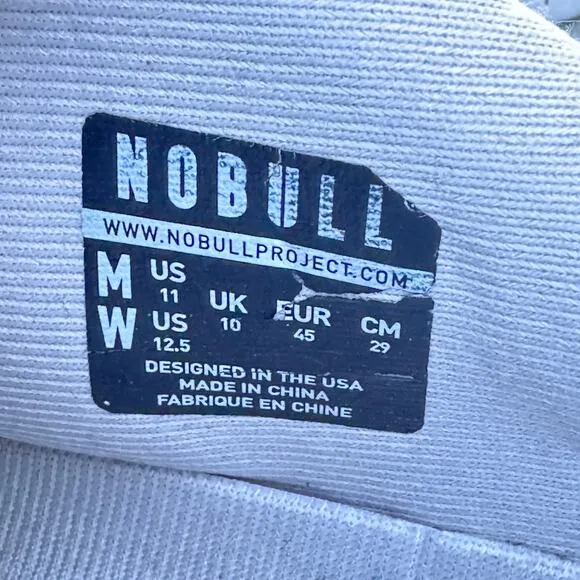 NOBULL
WWW.NOBULLPROJECT.COM
M US 11 UK 10 EUR 45 CM 29
W US 12.5
DESIGNED IN THE USA
MADE IN CHINA
FABRIQUE EN CHINE